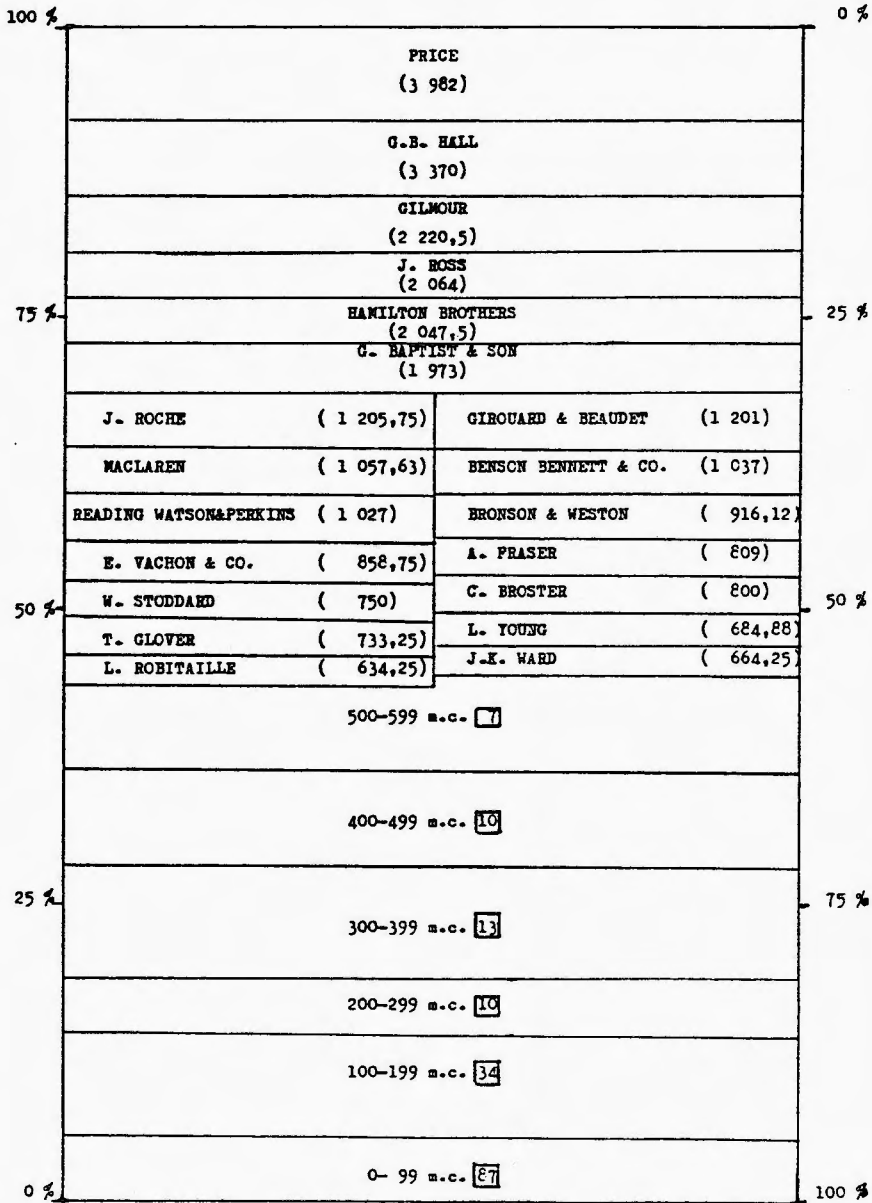 100 % 0 %
PRICE
(3 982)
G.B. HALL
(3 370)
GILMOUR
(2 220,5)
J. ROSS
(2 064)
75 % 25 %
HAMILTON BROTHERS
(2 047,5)
G. BAPTIST & SON
(1 973)
J. ROCHE ( 1 205,75) GIROUARD & BEAUDET (1 201)
MACLAREN ( 1 057,63) BENSON BENNETT & CO. (1 037)
READING WATSON&PERKINS ( 1 027) BRONSON & WESTON ( 916,12)
E. VACHON & CO. ( 858,75) A. FRASER ( 809)
W. STODDARD ( 750) C. BROSTER ( 800)
50 % 50 %
T. GLOVER ( 733,25) L. YOUNG ( 684,88)
L. ROBITAILLE ( 634,25) J.K. WARD ( 664,25)
500-599 m.c. 7
400-499 m.c. 10
25 % 75 %
300-399 m.c. 13
200-299 m.c. 10
100-199 m.c. 34
0- 99 m.c. 87
0 % 100 %